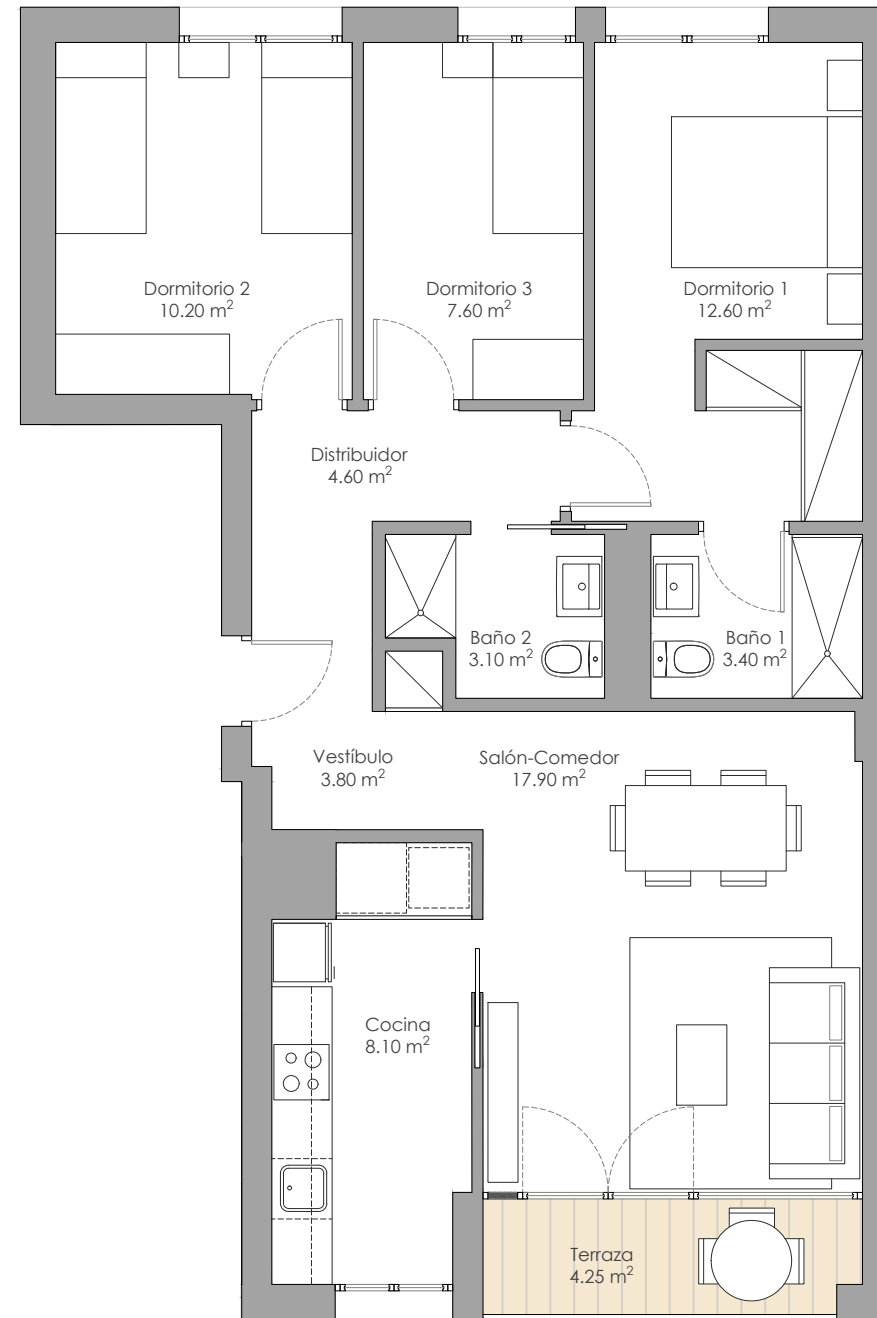 Dormitorio 2
10.20 m²
Dormitorio 3
7.60 m²
Dormitorio 1
12.60 m²
Distribuidor
4.60 m²
Baño 2
3.10 m²
Baño 1
3.40 m²
Vestíbulo
3.80 m²
Salón-Comedor
17.90 m²
Cocina
8.10 m²
Terraza
4.25 m²